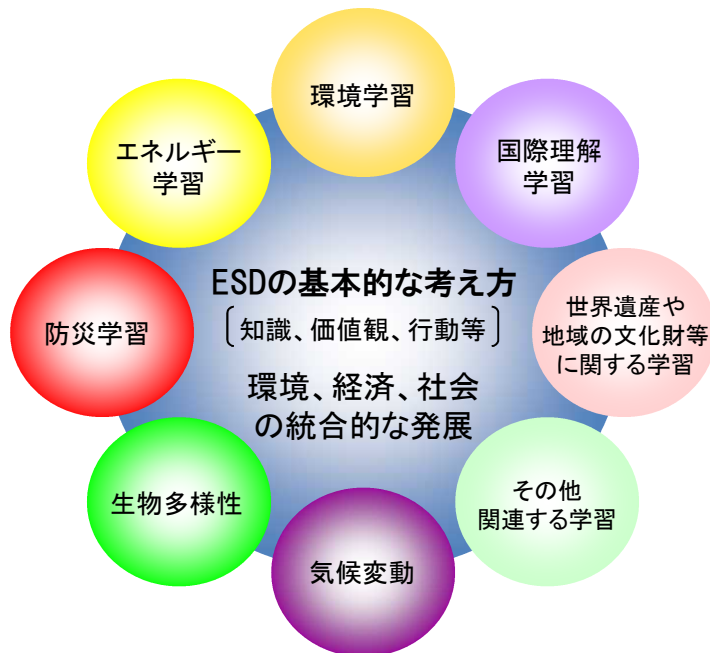 環境学習
エネルギー
学習
国際理解
学習
ESDの基本的な考え方
〔知識、価値観、行動等〕
環境、経済、社会
の統合的な発展
防災学習
世界遺産や
地域の文化財等
に関する学習
生物多様性
その他
関連する学習
気候変動